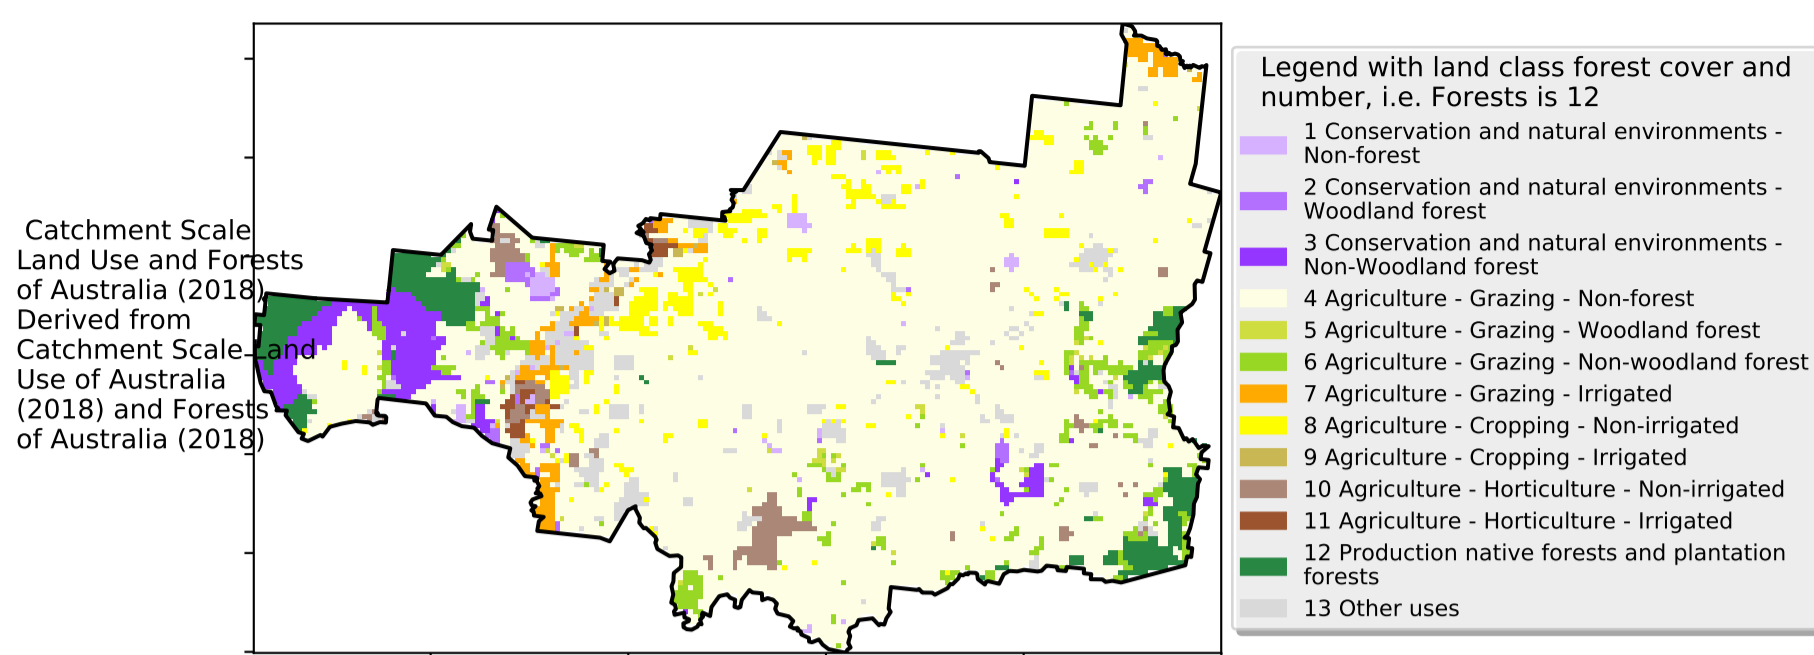 Catchment Scale
Land Use and Forests
of Australia (2018)
Derived from
Catchment Scale Land
Use of Australia
(2018) and Forests
of Australia (2018)
Legend with land class forest cover and
number, i.e. Forests is 12
1 Conservation and natural environments -
Non-forest
2 Conservation and natural environments -
Woodland forest
3 Conservation and natural environments -
Non-Woodland forest
4 Agriculture - Grazing - Non-forest
5 Agriculture - Grazing - Woodland forest
6 Agriculture - Grazing - Non-woodland forest
7 Agriculture - Grazing - Irrigated
8 Agriculture - Cropping - Non-irrigated
9 Agriculture - Cropping - Irrigated
10 Agriculture - Horticulture - Non-irrigated
11 Agriculture - Horticulture - Irrigated
12 Production native forests and plantation
forests
13 Other uses